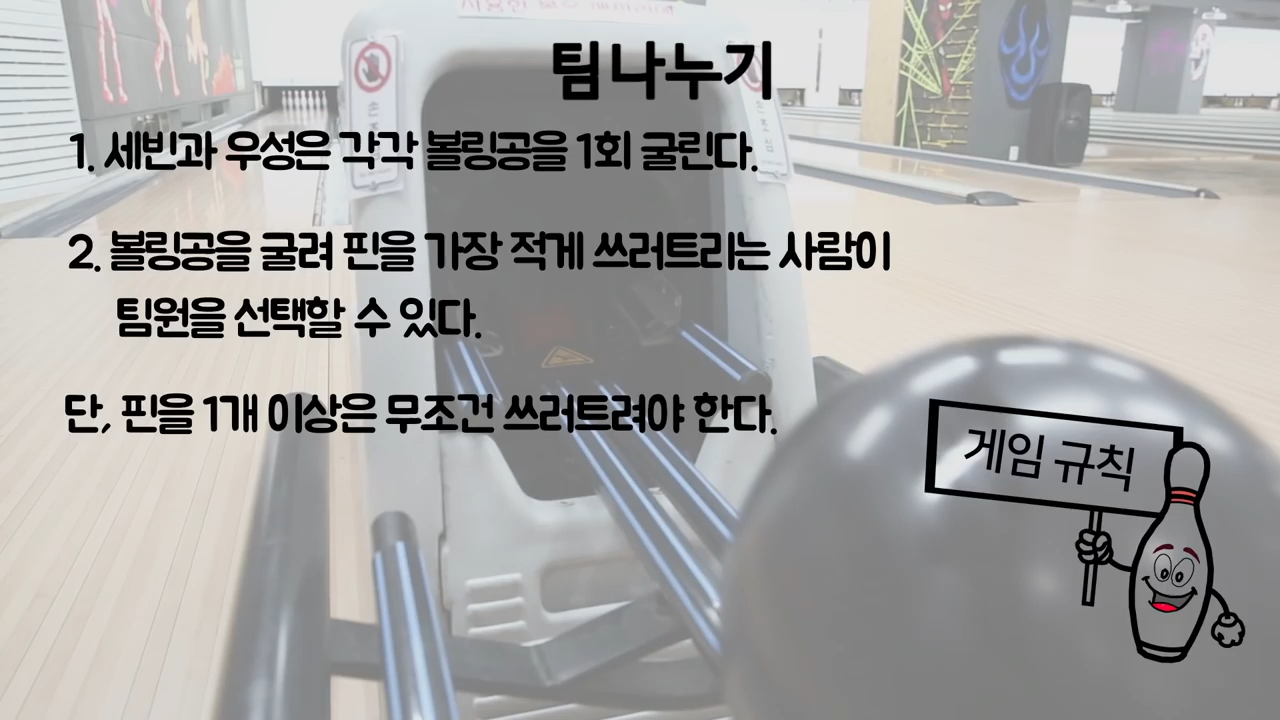 팀나누기
1. 세빈과 우성은 각각 볼링공을 1회 굴린다.
2. 볼링공을 굴려 핀을 가장 적게 쓰러트리는 사람이
팀원을 선택할 수 있다.
단, 핀을 1개 이상은 무조건 쓰러트려야 한다.
게임 규칙